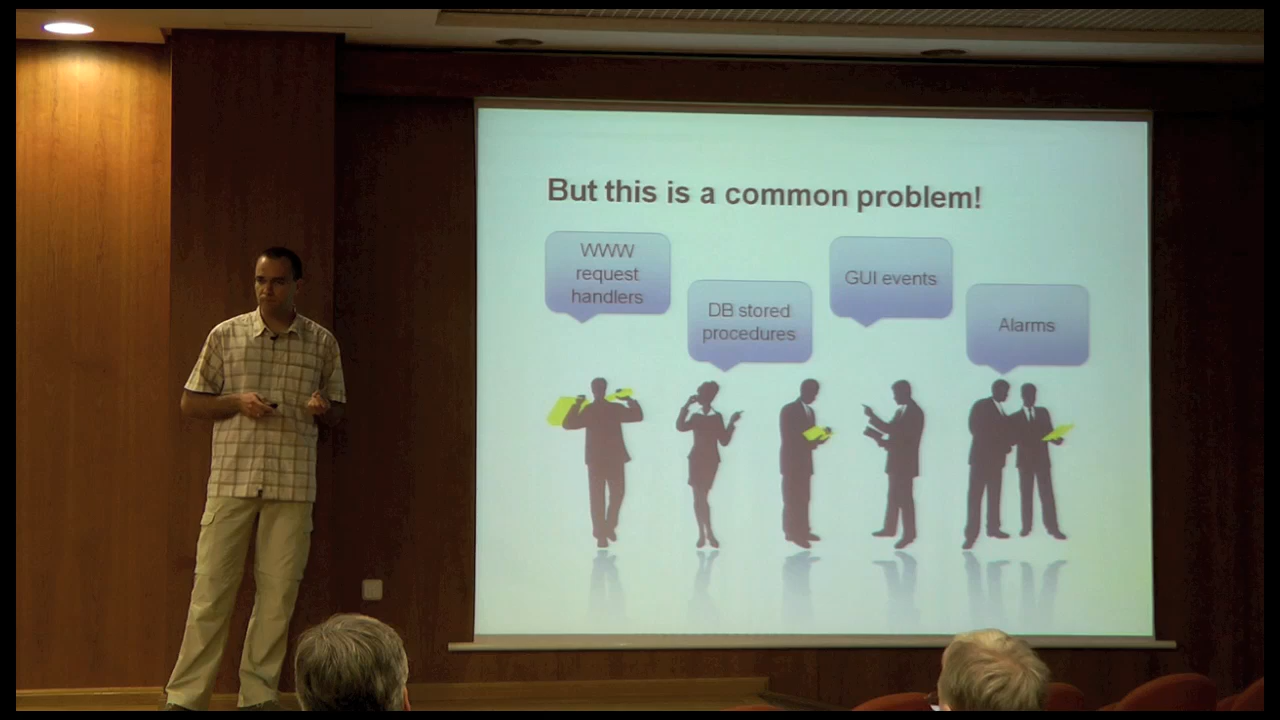 But this is a common problem!
WWW
request
handlers
DB stored
procedures
GUI events
Alarms